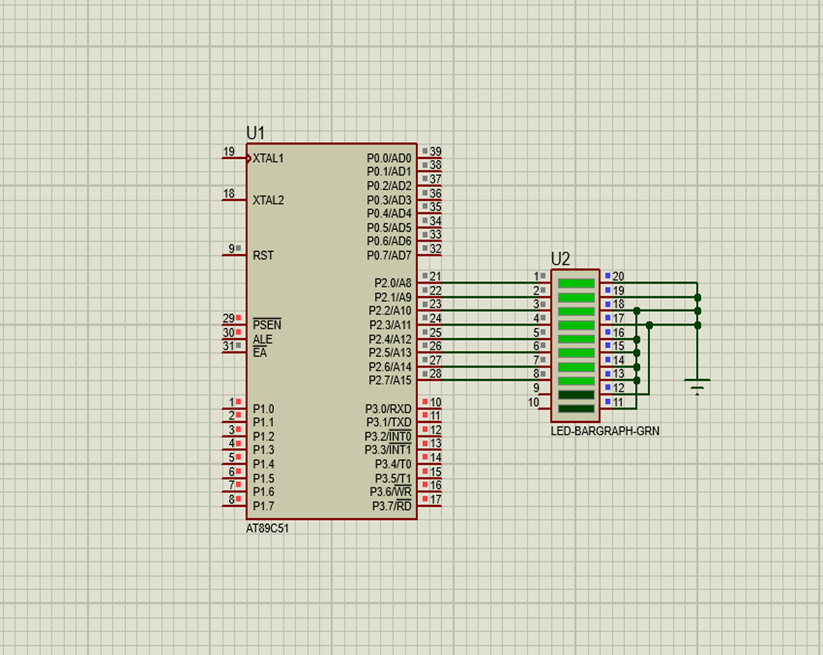 U1
19 XTAL1 P0.0/AD0 39
P0.1/AD1 38
P0.2/AD2 37
18 XTAL2 P0.3/AD3 36
P0.4/AD4 35
P0.5/AD5 34
P0.6/AD6 33
9 RST P0.7/AD7 32
P2.0/A8 21
P2.1/A9 22
P2.2/A10 23
29 PSEN P2.3/A11 24
30 ALE P2.4/A12 25
31 EA P2.5/A13 26
P2.6/A14 27
P2.7/A15 28
1 P1.0 P3.0/RXD 10
2 P1.1 P3.1/TXD 11
3 P1.2 P3.2/INT0 12
4 P1.3 P3.3/INT1 13
5 P1.4 P3.4/T0 14
6 P1.5 P3.5/T1 15
7 P1.6 P3.6/WR 16
8 P1.7 P3.7/RD 17
AT89C51
U2
1 20
2 19
3 18
4 17
5 16
6 15
7 14
8 13
9 12
10 11
LED-BARGRAPH-GRN